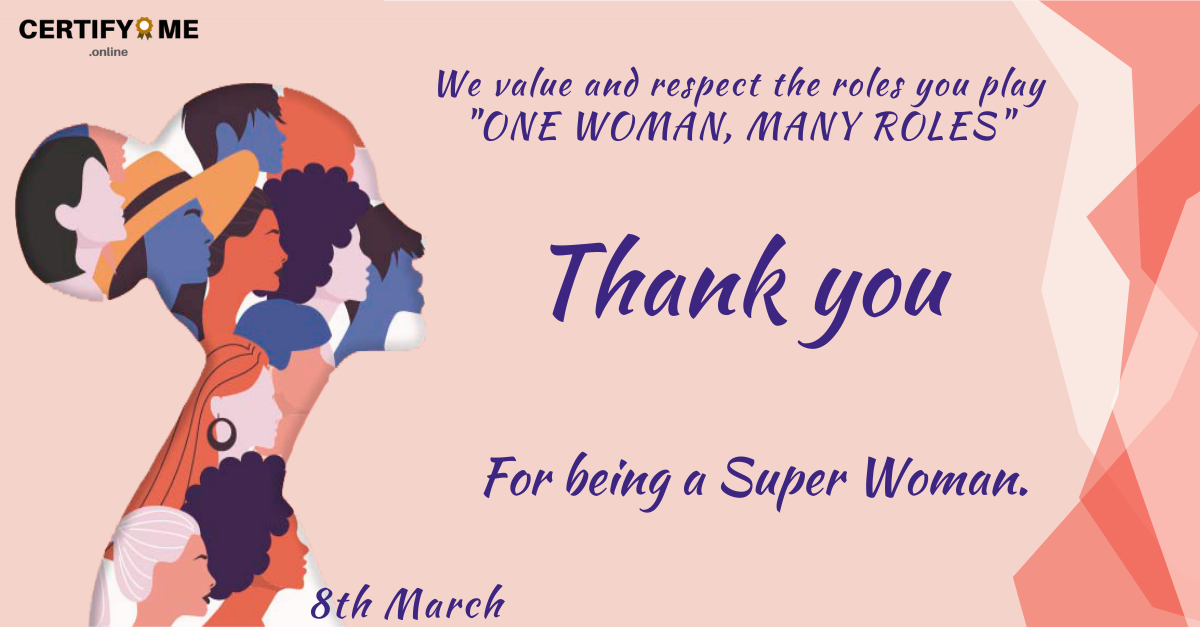 CERTIFY ME
.online
We value and respect the roles you play
"ONE WOMAN, MANY ROLES"
Thank you
For being a Super Woman.
8th March